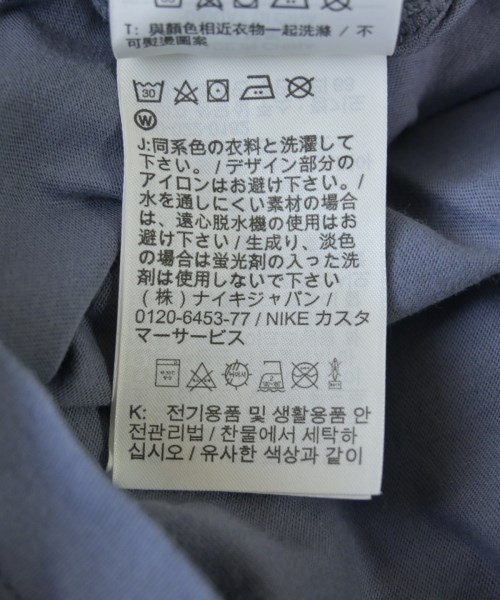 T: 與顏色相近衣物一起洗滌 / 不
可熨燙圖案
30
W
J:同系色の衣料と洗濯して
下さい。 / デザイン部分の
アイロンはお避け下さい。/
水を通しにくい素材の場合
は、遠心脱水機の使用はお
避け下さい / 生成り、淡色
の場合は蛍光剤の入った洗
剤は使用しないで下さい
(株) ナイキジャパン /
0120-6453-77 / NIKE カスタ
マーサービス
K: 전기용품 및 생활용품 안
전관리법 / 찬물에서 세탁하
십시오 / 유사한 색상과 같이